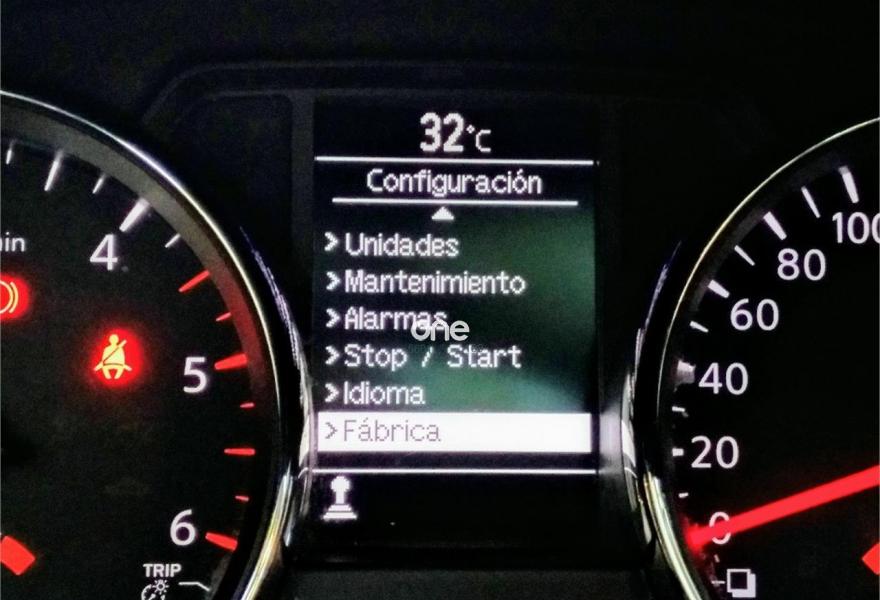 32°C
Configuración
> Unidades
> Mantenimiento
> Alarmas
> Stop / Start
> Idioma
> Fábrica
one
4
5
6
TRIP
100
80
60
40
20
0